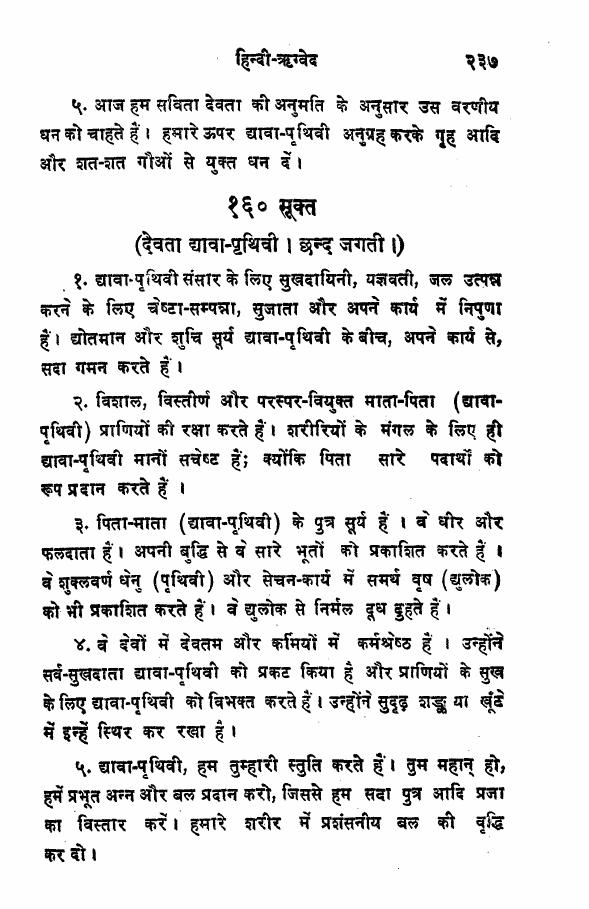 हिन्दी-ऋग्वेद २३७
५. आज हम सविता देवता की अनुमति के अनुसार उस वरणीय
धन को चाहते हैं। हमारे ऊपर द्यावा-पृथिवी अनुग्रह करके गृह आदि
और शत-शत गौओं से युक्त धन दें।
१६० सूक्त
(देवता द्यावा-पृथिवी । छन्द जगती।)
१. द्यावा-पृथिवी संसार के लिए सुखदायिनी, यज्ञवती, जल उत्पन्न
करने के लिए चेष्टा-सम्पन्ना, सुजाता और अपने कार्य में निपुणा
हैं। द्योतमान और शुचि सूर्य द्यावा-पृथिवी के बीच, अपने कार्य से,
सदा गमन करते हैं।
२. विशाल, विस्तीर्ण और परस्पर-वियुक्त माता-पिता (द्यावा-
पृथिवी) प्राणियों की रक्षा करते हैं। शरीरियों के मंगल के लिए ही
द्यावा-पृथिवी मानों सचेष्ट हैं; क्योंकि पिता सारे पदार्थों को
रूप प्रदान करते हैं ।
३. पिता-माता (द्यावा-पृथिवी) के पुत्र सूर्य हैं । वे धीर और
फलदाता हैं। अपनी बुद्धि से वे सारे भूतों को प्रकाशित करते हैं ।
वे शुक्लवर्ण धेनु (पृथिवी) और सेचन-कार्य में समर्थ वृष (द्युलोक)
को भी प्रकाशित करते हैं। वे द्युलोक से निर्मल दूध दुहते हैं।
४. वे देवों में देवतम और कर्मियों में कर्मश्रेष्ठ हैं । उन्होंने
सर्व-सुखदाता द्यावा-पृथिवी को प्रकट किया है और प्राणियों के सुख
के लिए द्यावा-पृथिवी को विभक्त करते हैं। उन्होंने सुदृढ़ शङ्कु या खूंटे
में इन्हें स्थिर कर रखा है।
५. द्यावा-पृथिवी, हम तुम्हारी स्तुति करते हैं। तुम महान् हो,
हमें प्रभूत अन्न और बल प्रदान करो, जिससे हम सदा पुत्र आदि प्रजा
का विस्तार करें। हमारे शरीर में प्रशंसनीय बल की वृद्धि
कर दो।